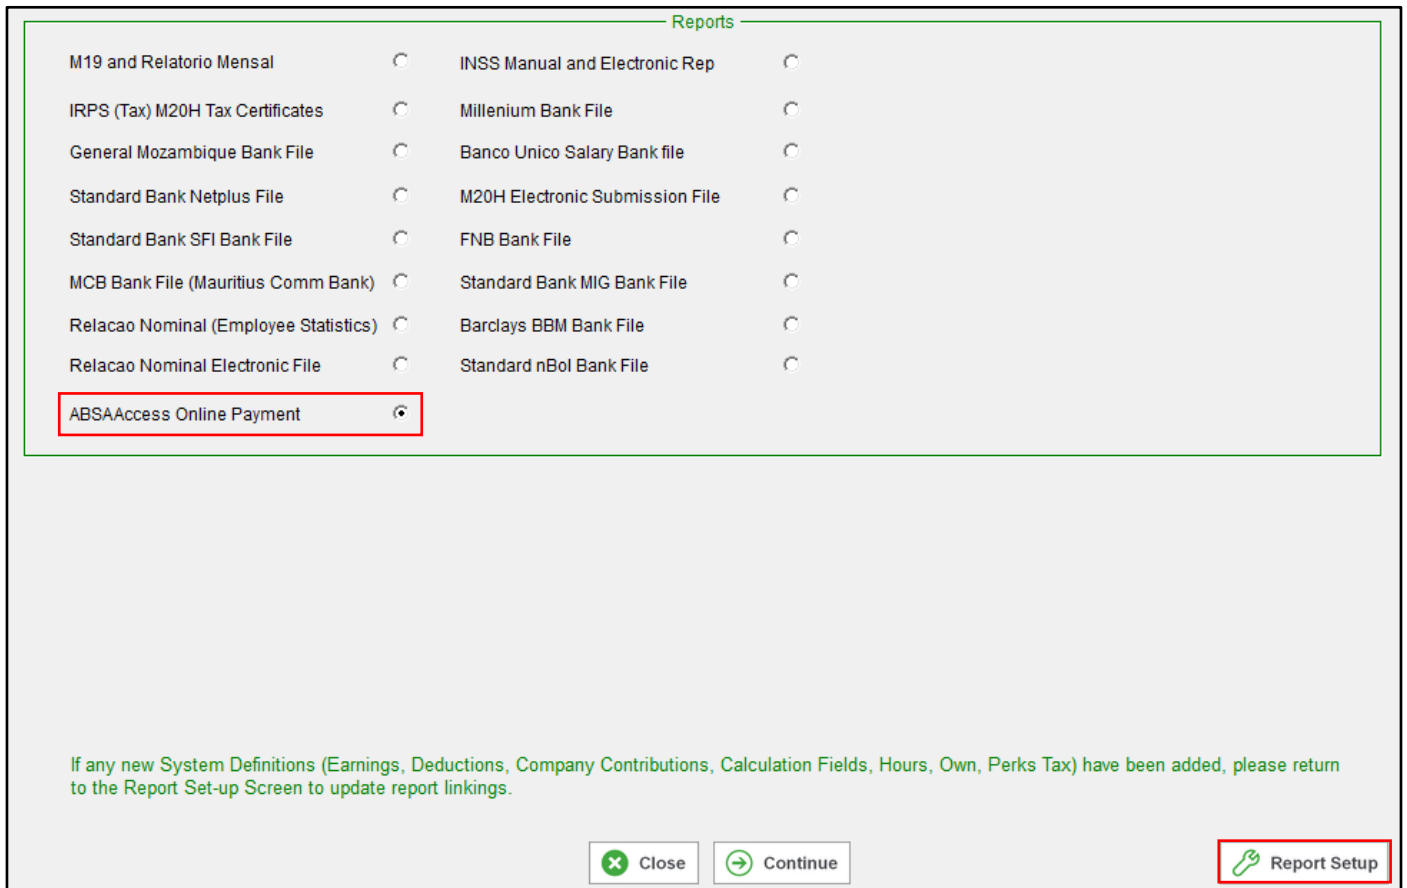 Reports
M19 and Relatorio Mensal
INSS Manual and Electronic Rep
IRPS (Tax) M20H Tax Certificates
Millenium Bank File
General Mozambique Bank File
Banco Unico Salary Bank file
Standard Bank Netplus File
M20H Electronic Submission File
Standard Bank SFI Bank File
FNB Bank File
MCB Bank File (Mauritius Comm Bank)
Standard Bank MIG Bank File
Relacao Nominal (Employee Statistics)
Barclays BBM Bank File
Relacao Nominal Electronic File
Standard nBol Bank File
ABSAAccess Online Payment
If any new System Definitions (Earnings, Deductions, Company Contributions, Calculation Fields, Hours, Own, Perks Tax) have been added, please return
to the Report Set-up Screen to update report linkings.
Close
Continue
Report Setup